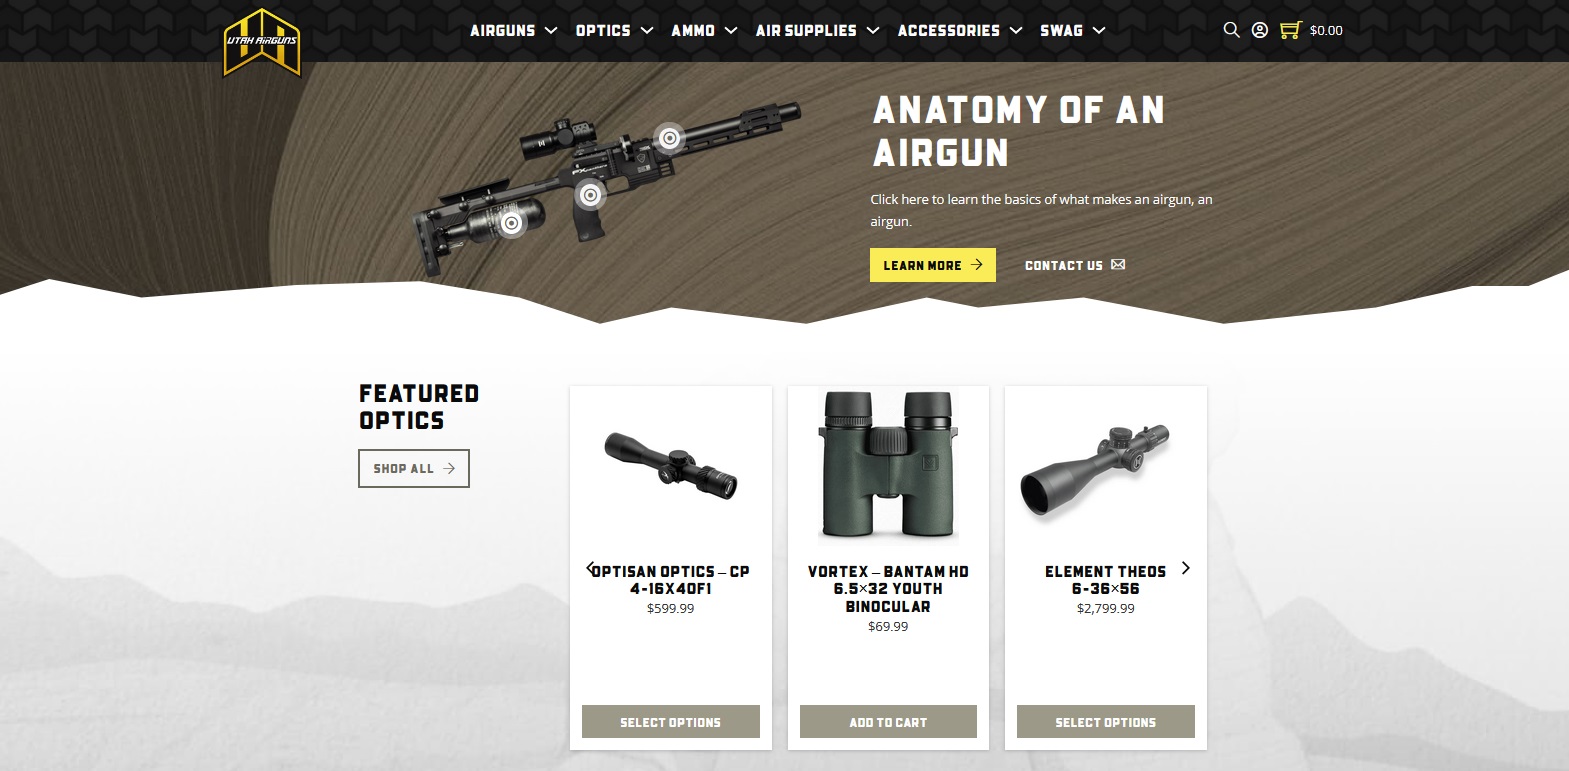 UTAH AIRGUNS
AIRGUNS OPTICS AMMO AIR SUPPLIES ACCESSORIES SWAG $0.00
ANATOMY OF AN
AIRGUN
Click here to learn the basics of what makes an airgun, an
airgun.
LEARN MORE CONTACT US
FX
FEATURED
OPTICS
SHOP ALL
OPTISAN OPTICS – CP
4-16X40F1
$599.99
SELECT OPTIONS
VORTEX – BANTAM HD
6.5×32 YOUTH
BINOCULAR
$69.99
ADD TO CART
ELEMENT THEOS
6-36×56
$2,799.99
SELECT OPTIONS